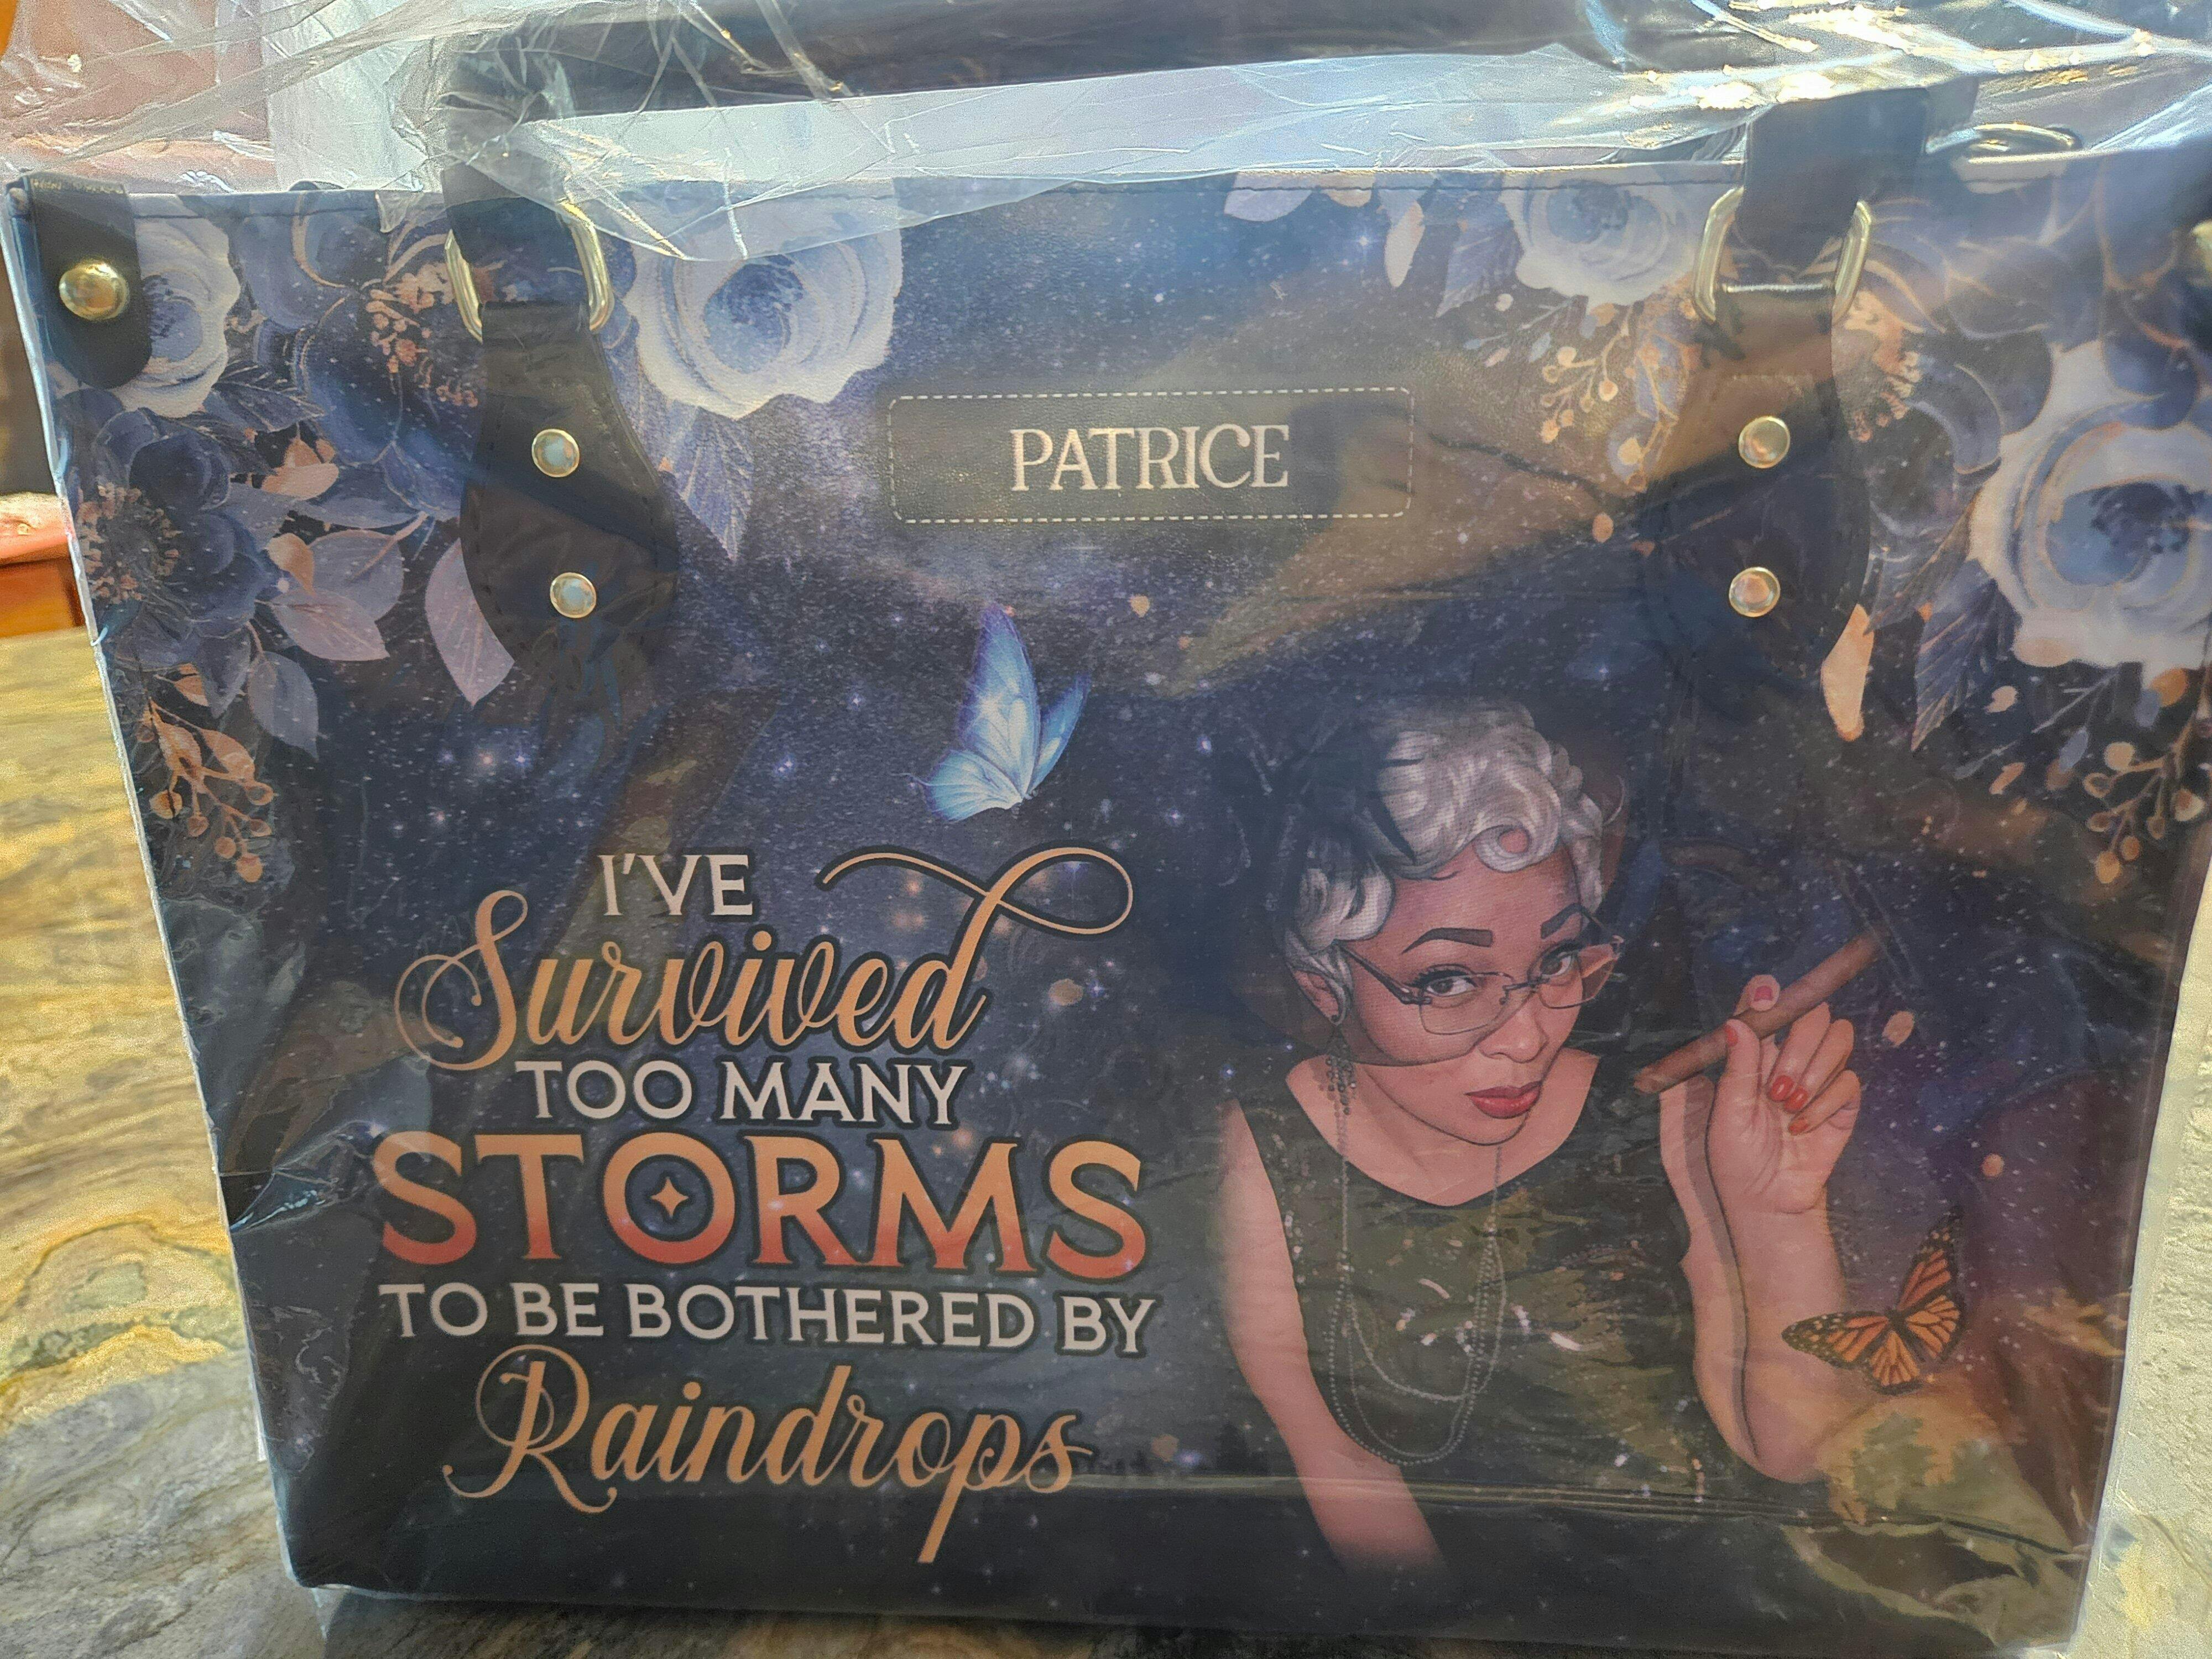 PATRICE
I'VE
Survived
TOO MANY
STORMS
TO BE BOTHERED BY
Raindrops